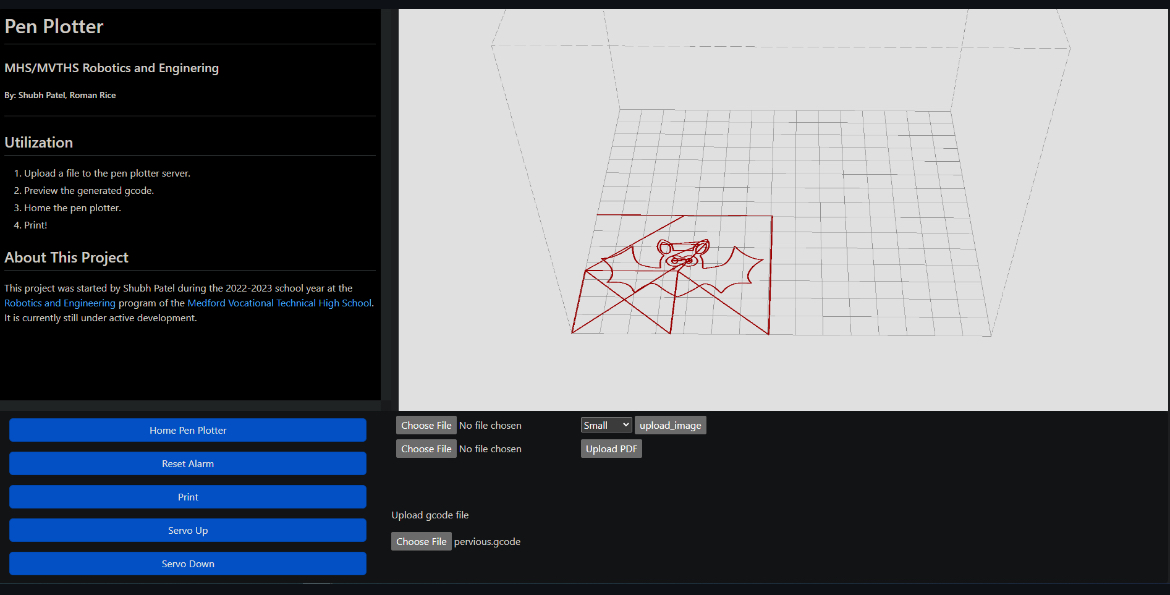 Pen Plotter
MHS/MVTHS Robotics and Enginering
By: Shubh Patel, Roman Rice
Utilization
1. Upload a file to the pen plotter server.
2. Preview the generated gcode.
3. Home the pen plotter.
4. Print!
About This Project
This project was started by Shubh Patel during the 2022-2023 school year at the
Robotics and Engineering program of the Medford Vocational Technical High School.
It is currently still under active development.
Home Pen Plotter
Reset Alarm
Print
Servo Up
Servo Down
Choose File No file chosen Small upload_image
Choose File No file chosen Upload PDF
Upload gcode file
Choose File pervious.gcode